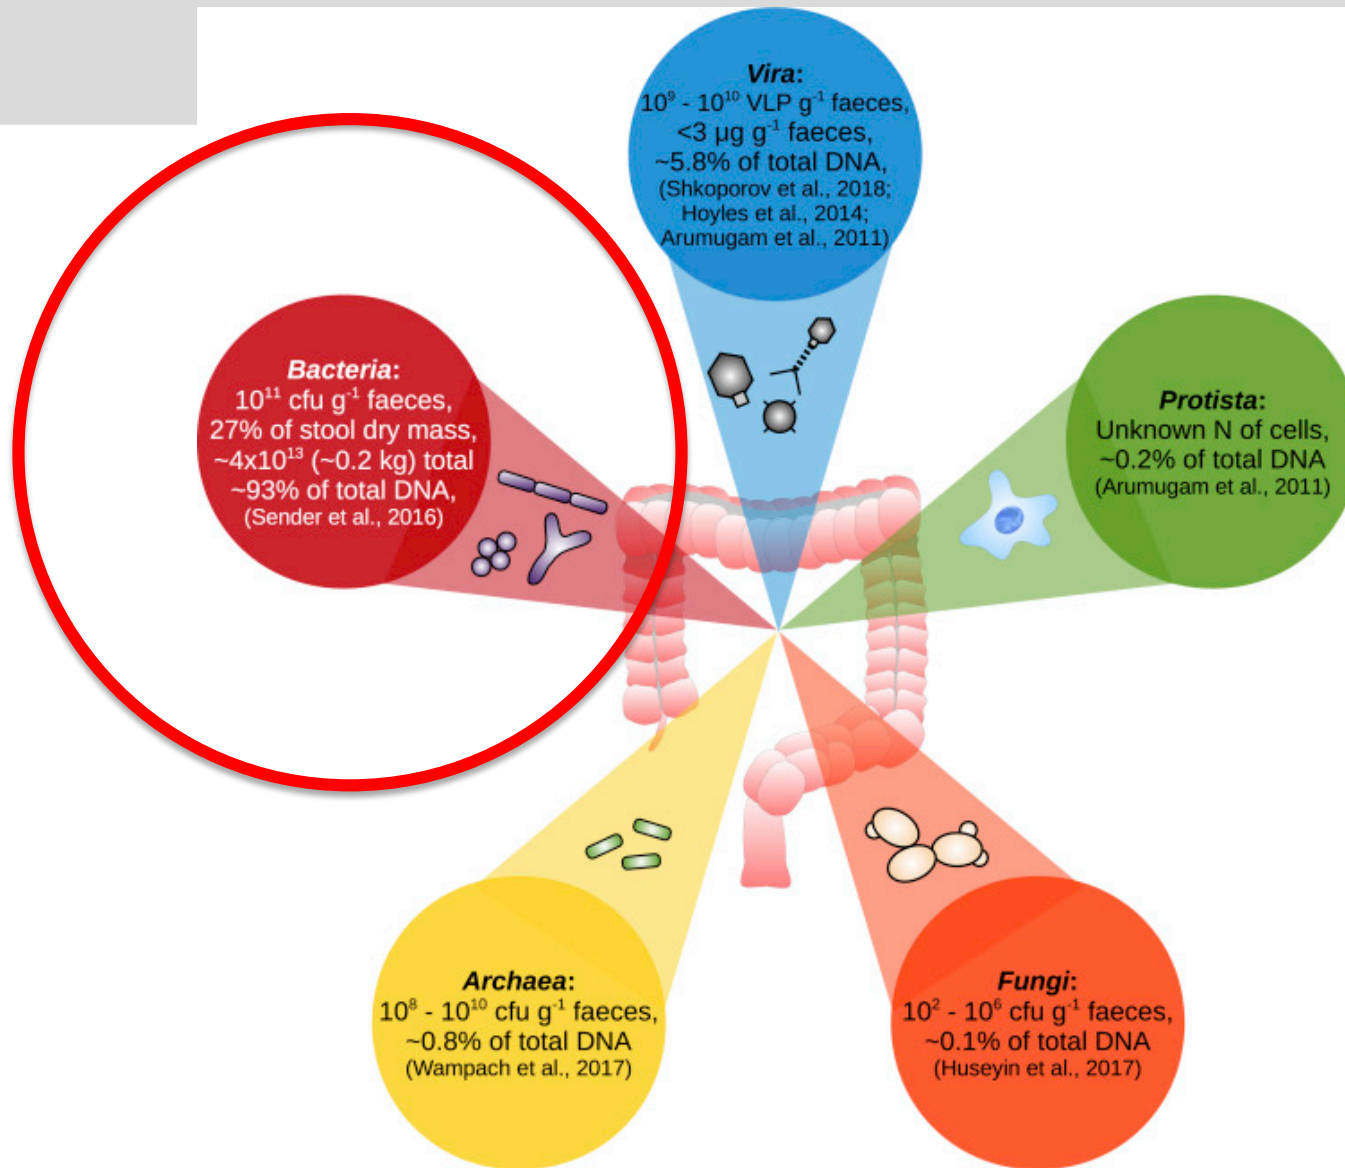 Vira:
10⁹ - 10¹⁰ VLP g⁻¹ faeces,
<3 µg g⁻¹ faeces,
~5.8% of total DNA,
(Shkoporov et al., 2018;
Hoyles et al., 2014;
Arumugam et al., 2011)
Bacteria:
10¹¹ cfu g⁻¹ faeces,
27% of stool dry mass,
~4x10¹³ (~0.2 kg) total
~93% of total DNA,
(Sender et al., 2016)
Protista:
Unknown N of cells,
~0.2% of total DNA
(Arumugam et al., 2011)
Archaea:
10⁸ - 10¹⁰ cfu g⁻¹ faeces,
~0.8% of total DNA
(Wampach et al., 2017)
Fungi:
10² - 10⁶ cfu g⁻¹ faeces,
~0.1% of total DNA
(Huseyin et al., 2017)